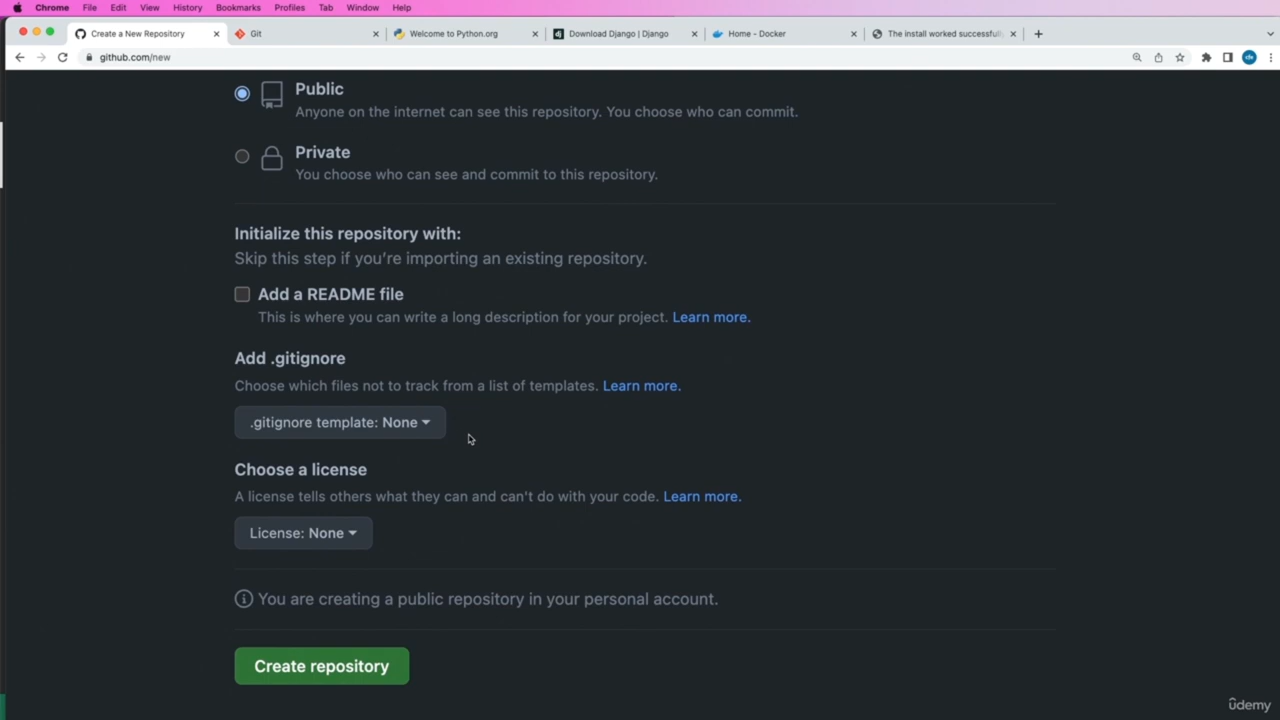 Chrome File Edit View History Bookmarks Profiles Tab Window Help
Create a New Repository Git Welcome to Python.org Download Django | Django Home - Docker The install worked successfully
github.com/new
Public
Anyone on the internet can see this repository. You choose who can commit.
Private
You choose who can see and commit to this repository.
Initialize this repository with:
Skip this step if you're importing an existing repository.
Add a README file
This is where you can write a long description for your project. Learn more.
Add .gitignore
Choose which files not to track from a list of templates. Learn more.
.gitignore template: None
Choose a license
A license tells others what they can and can't do with your code. Learn more.
License: None
You are creating a public repository in your personal account.
Create repository
ûdemy